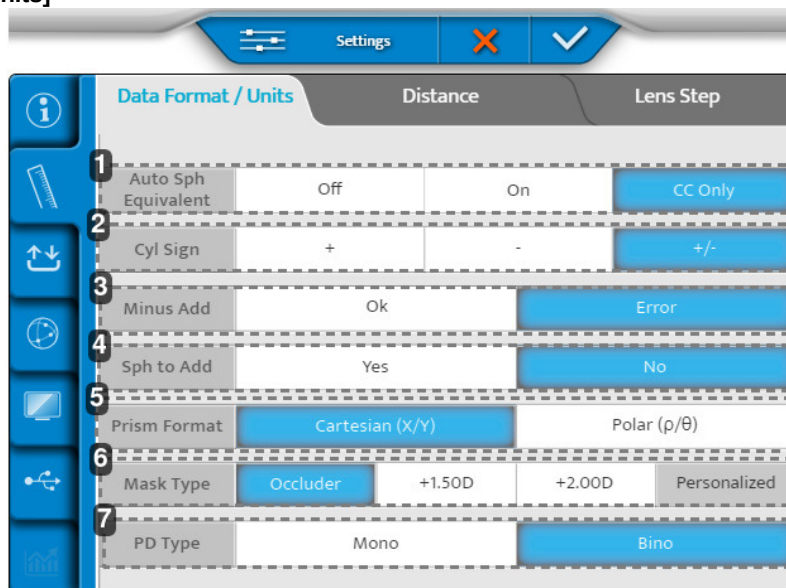 Settings
Data Format / Units Distance Lens Step
1
Auto Sph Equivalent Off On CC Only
2
Cyl Sign + - +/-
3
Minus Add Ok Error
4
Sph to Add Yes No
5
Prism Format Cartesian (X/Y) Polar (ρ/θ)
6
Mask Type Occluder +1.50D +2.00D Personalized
7
PD Type Mono Bino